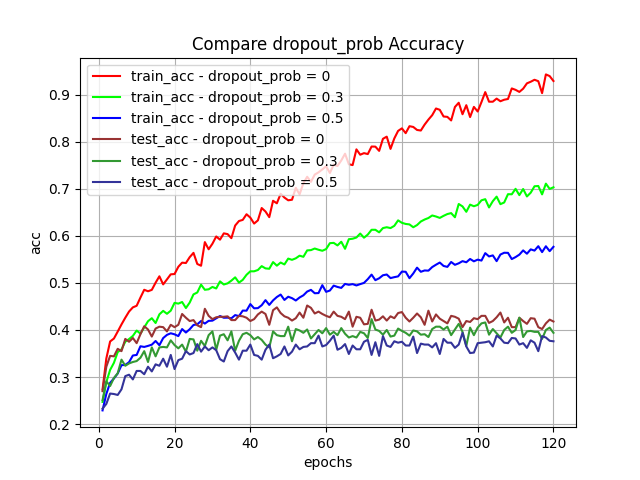 Compare dropout_prob Accuracy
train_acc - dropout_prob = 0
train_acc - dropout_prob = 0.3
train_acc - dropout_prob = 0.5
test_acc - dropout_prob = 0
test_acc - dropout_prob = 0.3
test_acc - dropout_prob = 0.5
acc
0.9
0.8
0.7
0.6
0.5
0.4
0.3
0.2
0 20 40 60 80 100 120
epochs